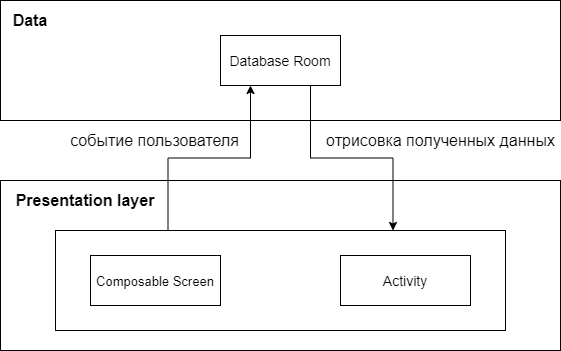 Data
Database Room
событие пользователя
отрисовка полученных данных
Presentation layer
Composable Screen
Activity